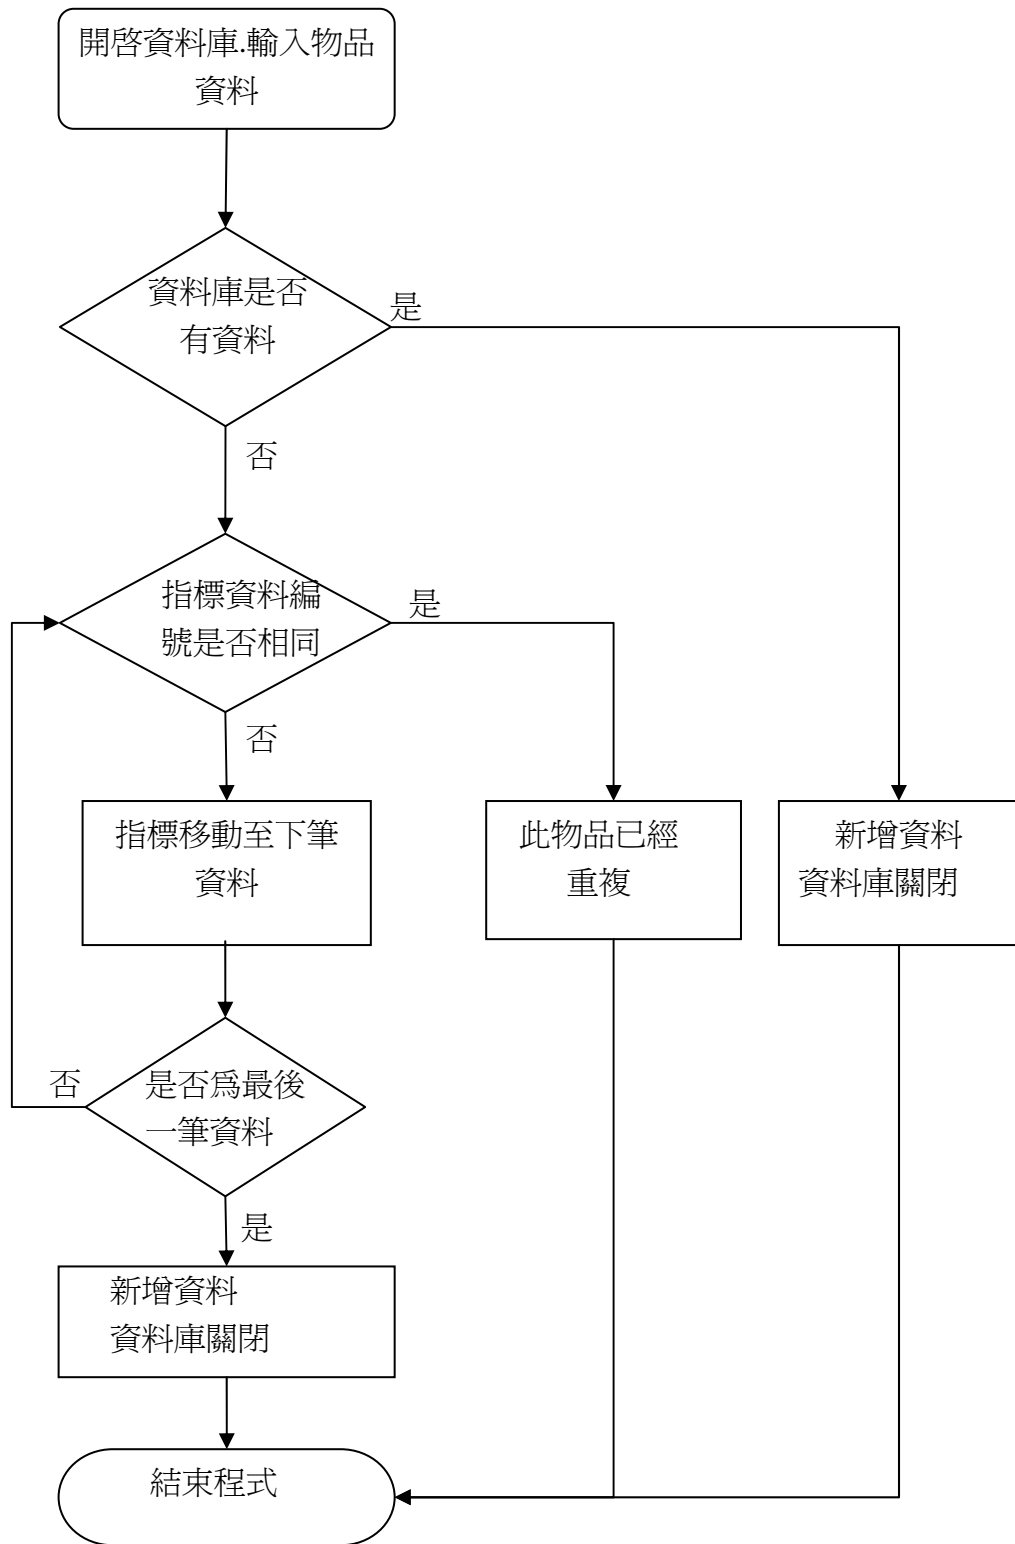 開啓資料庫.輸入物品
資料
資料庫是否
有資料
是
否
指標資料編
號是否相同
是
否
指標移動至下筆
資料
此物品已經
重複
新增資料
資料庫關閉
是否爲最後
一筆資料
否
是
新增資料
資料庫關閉
結束程式